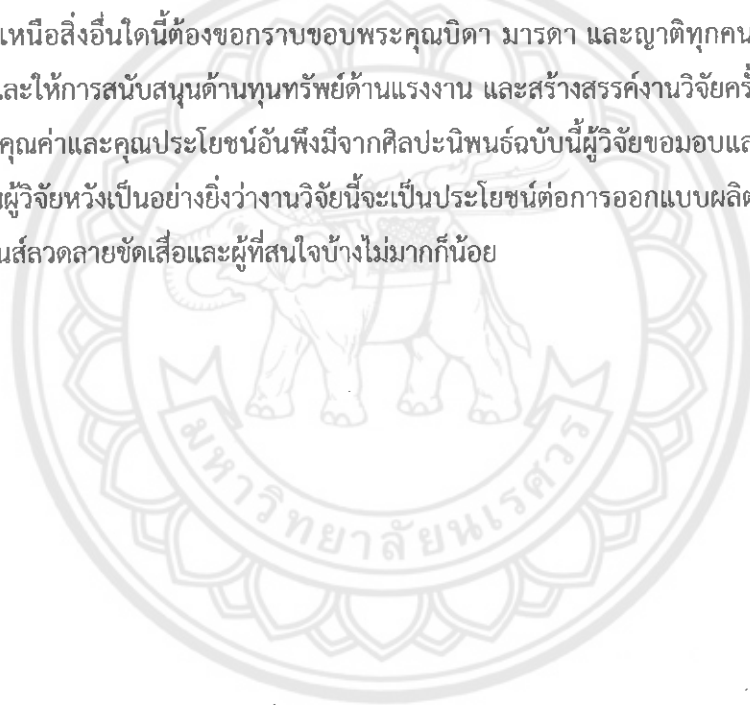 เหนือสิ่งอื่นใดนี้ต้องขอกราบขอบพระคุณบิดา มารดา และญาติทุกคน
ละให้การสนับสนุนด้านทุนทรัพย์ด้านแรงงาน และสร้างสรรค์งานวิจัยครั้
คุณค่าและคุณประโยชน์อันพึงมีจากศิลปะนิพนธ์ฉบับนี้ผู้วิจัยขอมอบแ
ผู้วิจัยหวังเป็นอย่างยิ่งว่างานวิจัยนี้จะเป็นประโยชน์ต่อการออกแบบผลิต
นส์ลวดลายขัดเสื่อและผู้ที่สนใจบ้างไม่มากก็น้อย
มหาวิทยาลัยนเรศวร